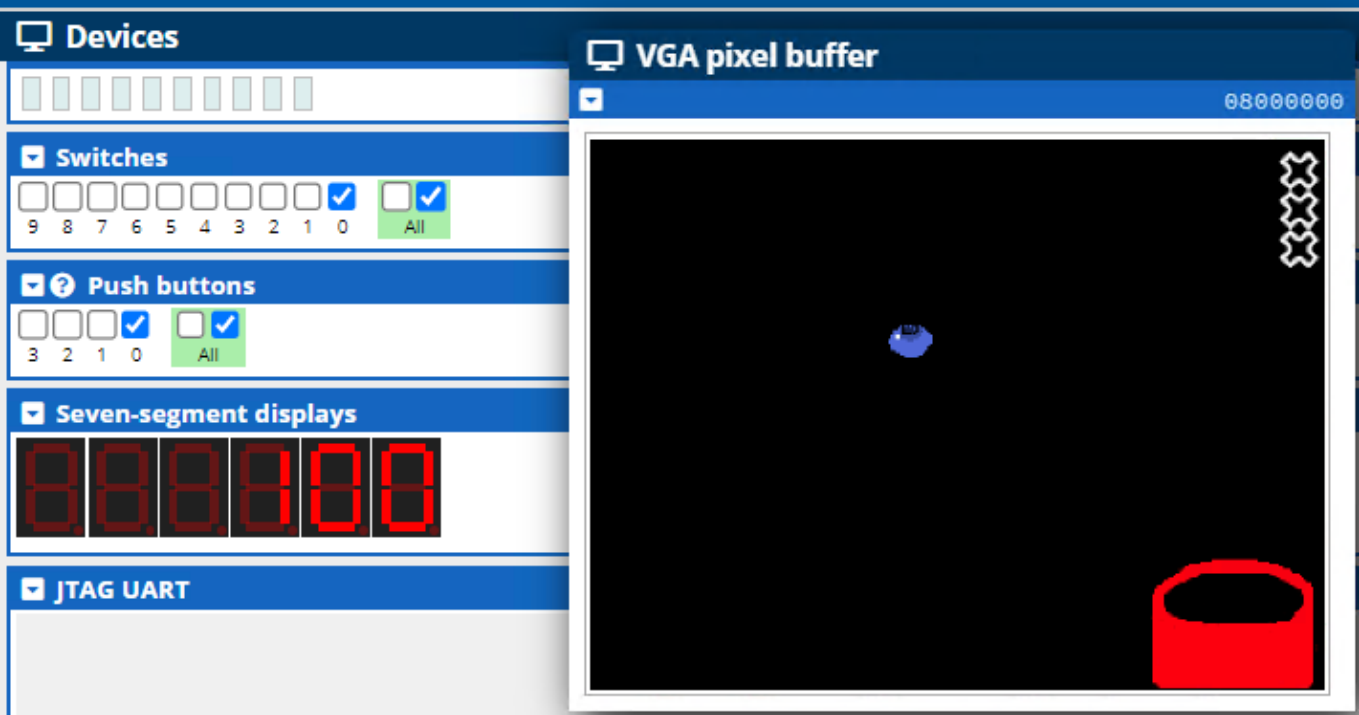 Devices
Switches
9 8 7 6 5 4 3 2 1 0 All
Push buttons
3 2 1 0 All
Seven-segment displays
100
JTAG UART
VGA pixel buffer
08000000